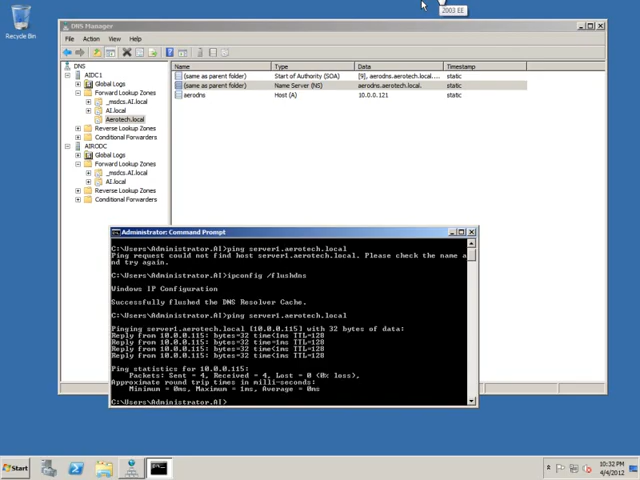 2003 EE
Recycle Bin
DNS Manager
File Action View Help
DNS
AIDC1
Global Logs
Forward Lookup Zones
_msdcs.AI.local
AI.local
Aerotech.local
Reverse Lookup Zones
Conditional Forwarders
AIRODC
Global Logs
Forward Lookup Zones
_msdcs.AI.local
AI.local
Reverse Lookup Zones
Conditional Forwarders
Name Type Data Timestamp
(same as parent folder) Start of Authority (SOA) [9], aerodns.aerotech.local.... static
(same as parent folder) Name Server (NS) aerodns.aerotech.local. static
aerodns Host (A) 10.0.0.121 static
Administrator: Command Prompt
C:\Users\Administrator.AI>ping server1.aerotech.local
Ping request could not find host server1.aerotech.local. Please check the name a
nd try again.
C:\Users\Administrator.AI>ipconfig /flushdns
Windows IP Configuration
Successfully flushed the DNS Resolver Cache.
C:\Users\Administrator.AI>ping server1.aerotech.local
Pinging server1.aerotech.local [10.0.0.115] with 32 bytes of data:
Reply from 10.0.0.115: bytes=32 time<1ms TTL=128
Reply from 10.0.0.115: bytes=32 time<1ms TTL=128
Reply from 10.0.0.115: bytes=32 time<1ms TTL=128
Reply from 10.0.0.115: bytes=32 time<1ms TTL=128
Ping statistics for 10.0.0.115:
Packets: Sent = 4, Received = 4, Lost = 0 (0% loss),
Approximate round trip times in milli-seconds:
Minimum = 0ms, Maximum = 1ms, Average = 0ms
C:\Users\Administrator.AI>
Start
10:32 PM
4/4/2012